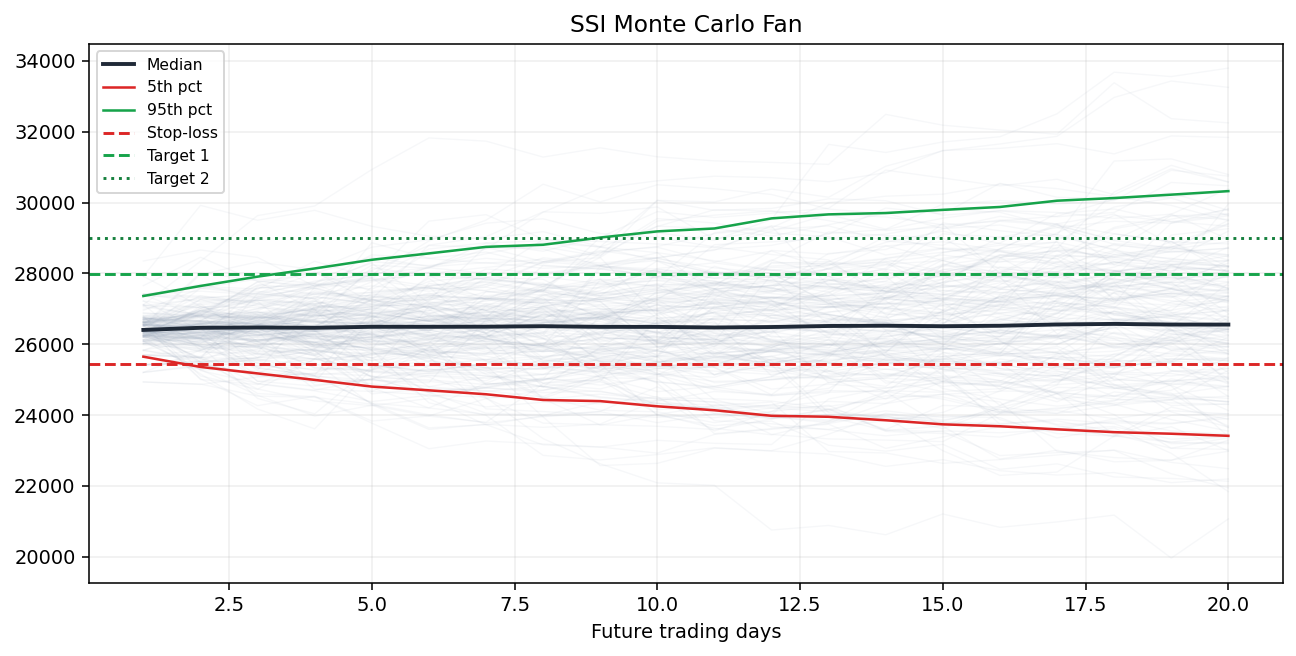 SSI Monte Carlo Fan
34000
32000
30000
28000
26000
24000
22000
20000
Median
5th pct
95th pct
Stop-loss
Target 1
Target 2
2.5 5.0 7.5 10.0 12.5 15.0 17.5 20.0
Future trading days